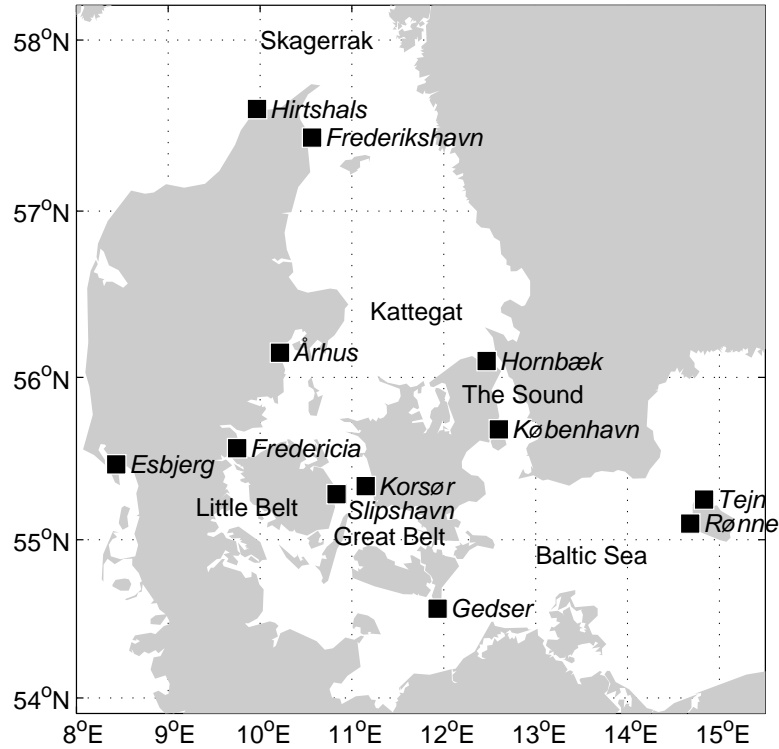 58°N
Skagerrak
Hirtshals
Frederikshavn
57°N
Kattegat
Århus
Hornbæk
56°N
The Sound
København
Fredericia
Esbjerg
Korsør
Tejn
Little Belt
Slipshavn
Rønne
55°N
Great Belt
Baltic Sea
Gedser
54°N
8°E 9°E 10°E 11°E 12°E 13°E 14°E 15°E